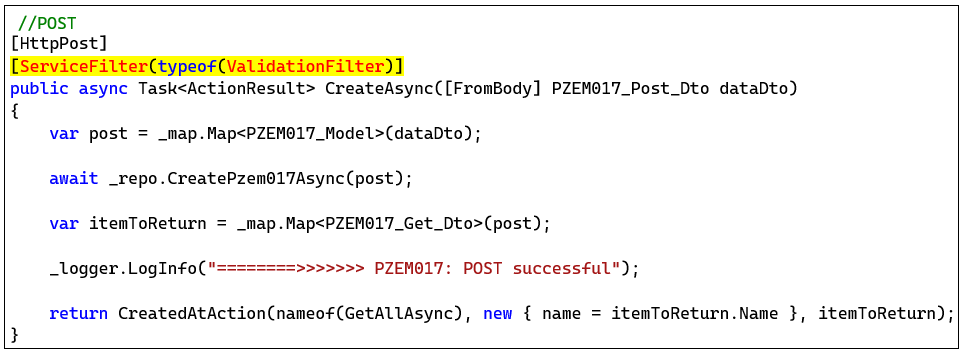 //POST
[HttpPost]
[ServiceFilter(typeof(ValidationFilter)]
public async Task<ActionResult> CreateAsync([FromBody] PZEM017_Post_Dto dataDto)
{
    var post = _map.Map<PZEM017_Model>(dataDto);
    await _repo.CreatePzem017Async(post);
    var itemToReturn = _map.Map<PZEM017_Get_Dto>(post);
    _logger.LogInfo("========>>>>>>> PZEM017: POST successful");
    return CreatedAtAction(nameof(GetAllAsync), new { name = itemToReturn.Name }, itemToReturn);
}